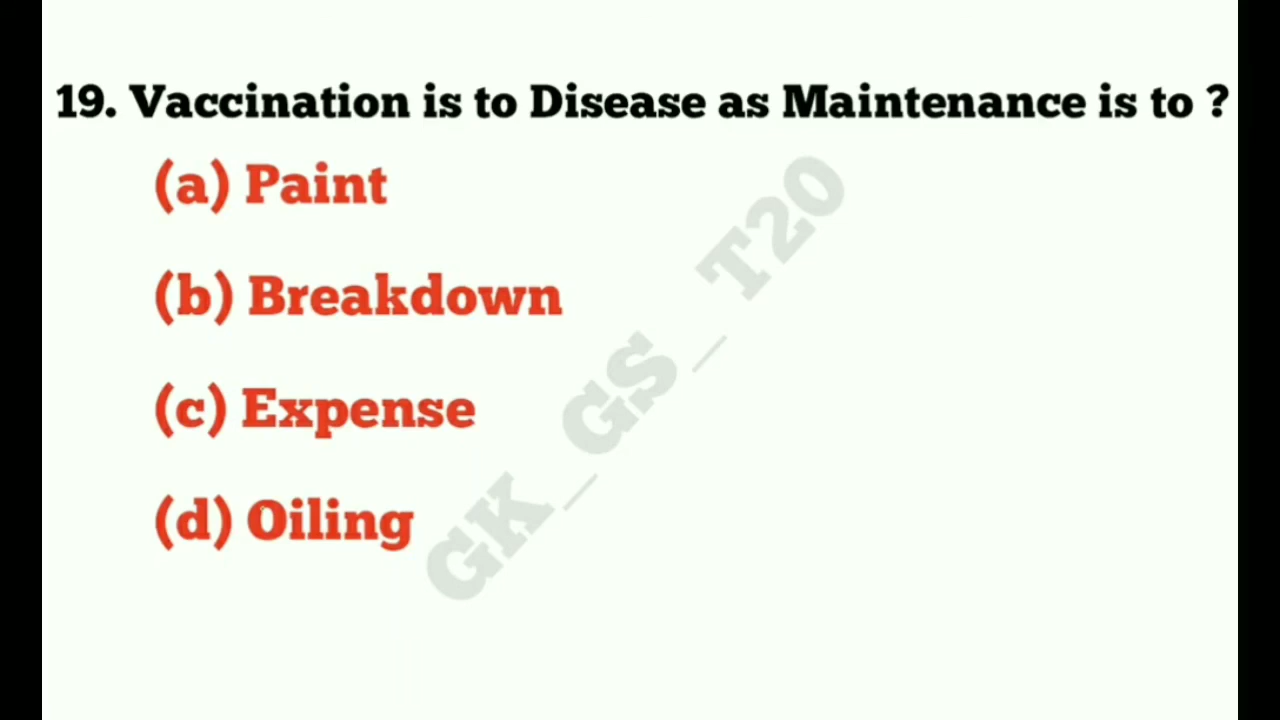 19. Vaccination is to Disease as Maintenance is to ?
(a) Paint
(b) Breakdown
(c) Expense
(d) Oiling
GK_GS_T20